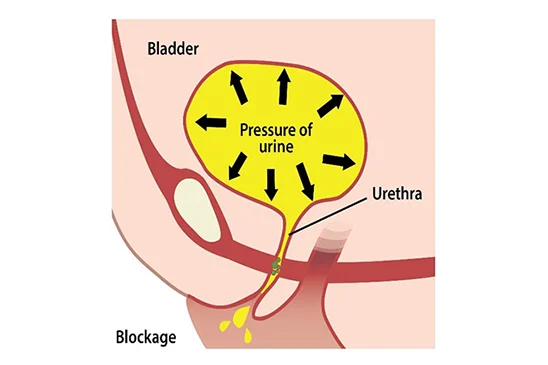 Bladder
Pressure of
urine
Urethra
Blockage